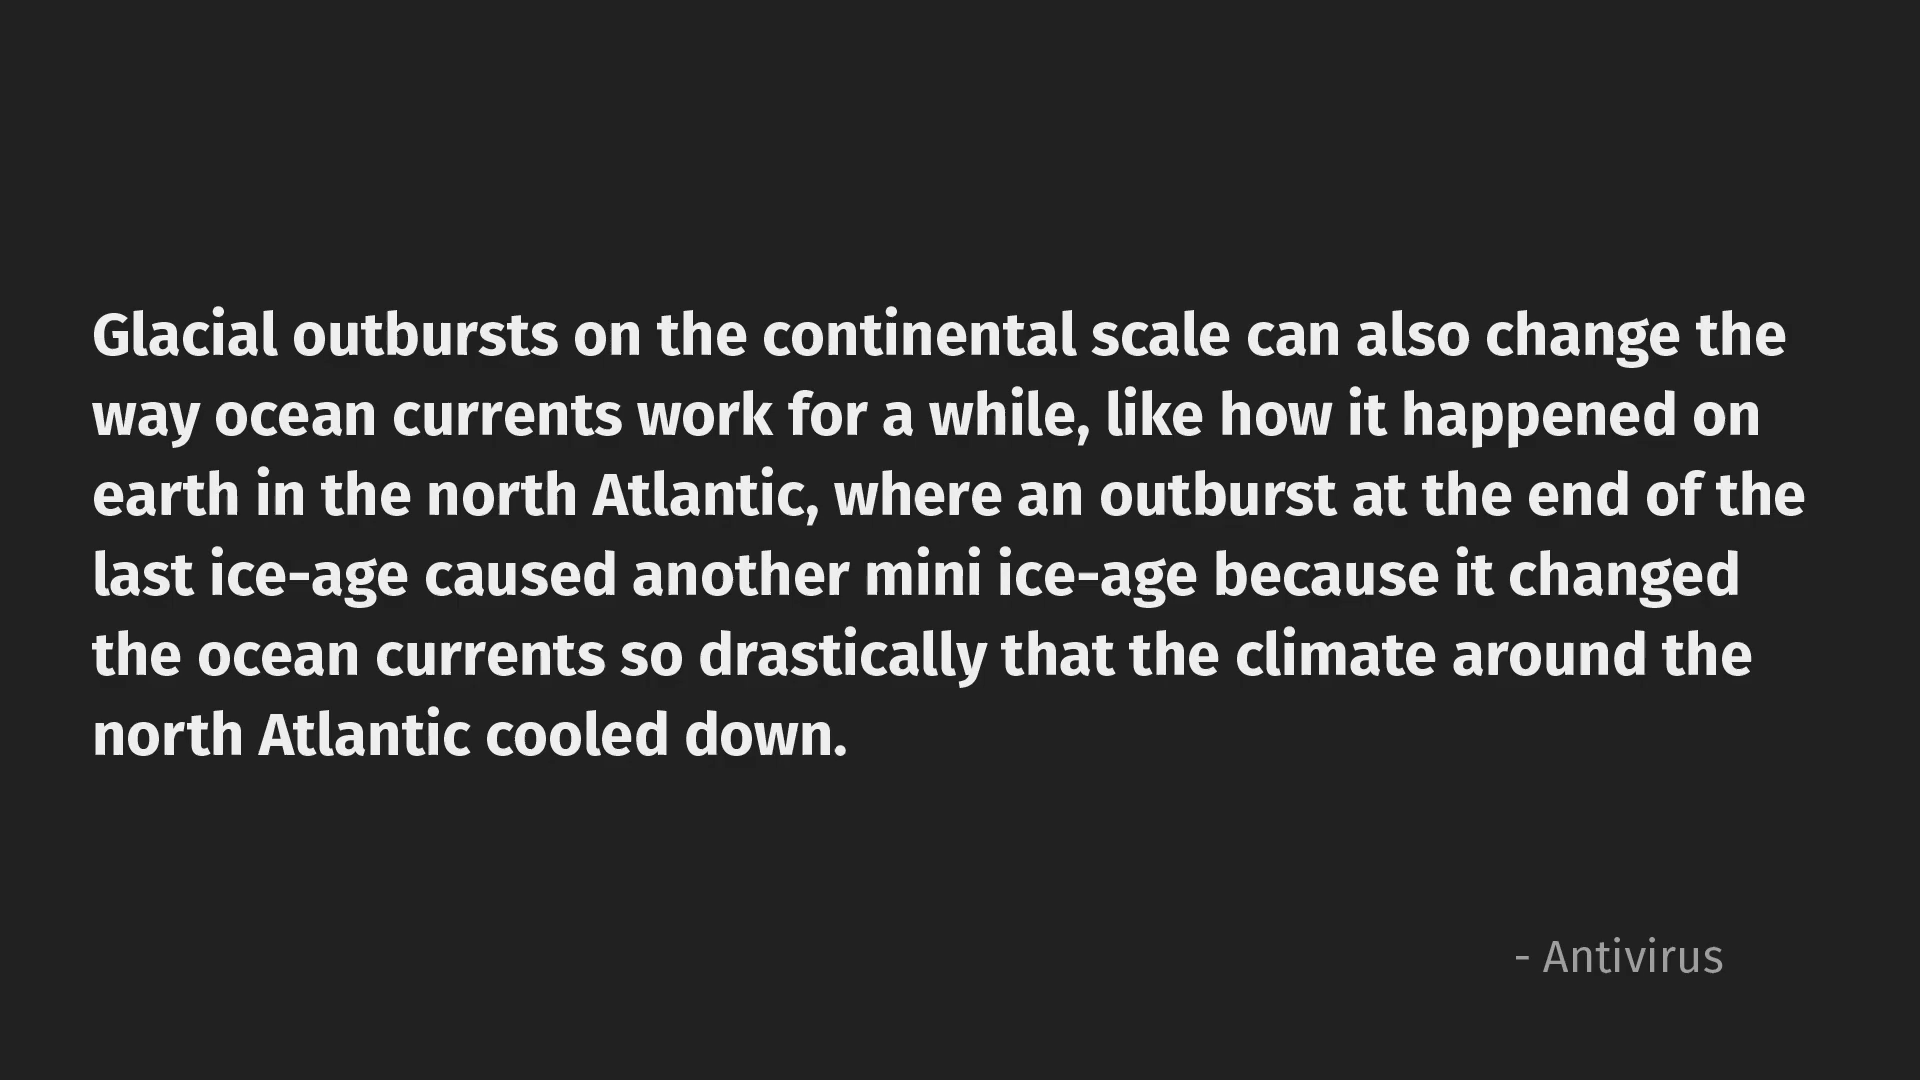 Glacial outbursts on the continental scale can also change the
way ocean currents work for a while, like how it happened on
earth in the north Atlantic, where an outburst at the end of the
last ice-age caused another mini ice-age because it changed
the ocean currents so drastically that the climate around the
north Atlantic cooled down.
- Antivirus